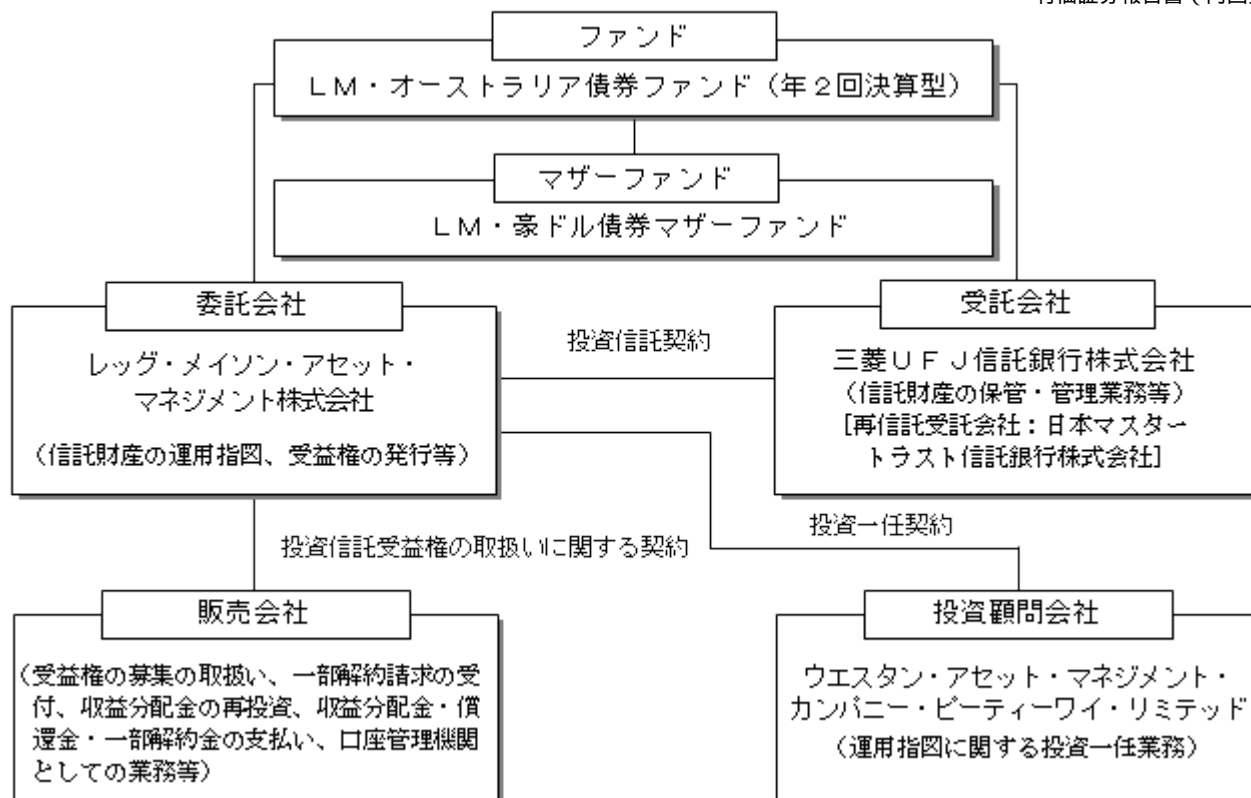 ファンド
LM・オーストラリア債券ファンド(年2回決算型)
マザーファンド
LM・豪ドル債券マザーファンド
委託会社
レッグ・メイソン・アセット・
マネジメント株式会社
(信託財産の運用指図、受益権の発行等)
投資信託契約
受託会社
三菱UFJ信託銀行株式会社
(信託財産の保管・管理業務等)
[再信託受託会社:日本マスター
トラスト信託銀行株式会社]
投資信託受益権の取扱いに関する契約
投資一任契約
販売会社
(受益権の募集の取扱い、一部解約請求の受
付、収益分配金の再投資、収益分配金・償
還金・一部解約金の支払い、口座管理機関
としての業務等)
投資顧問会社
ウエスタン・アセット・マネジメント・
カンパニー・ピーティーワイ・リミテッド
(運用指図に関する投資一任業務)